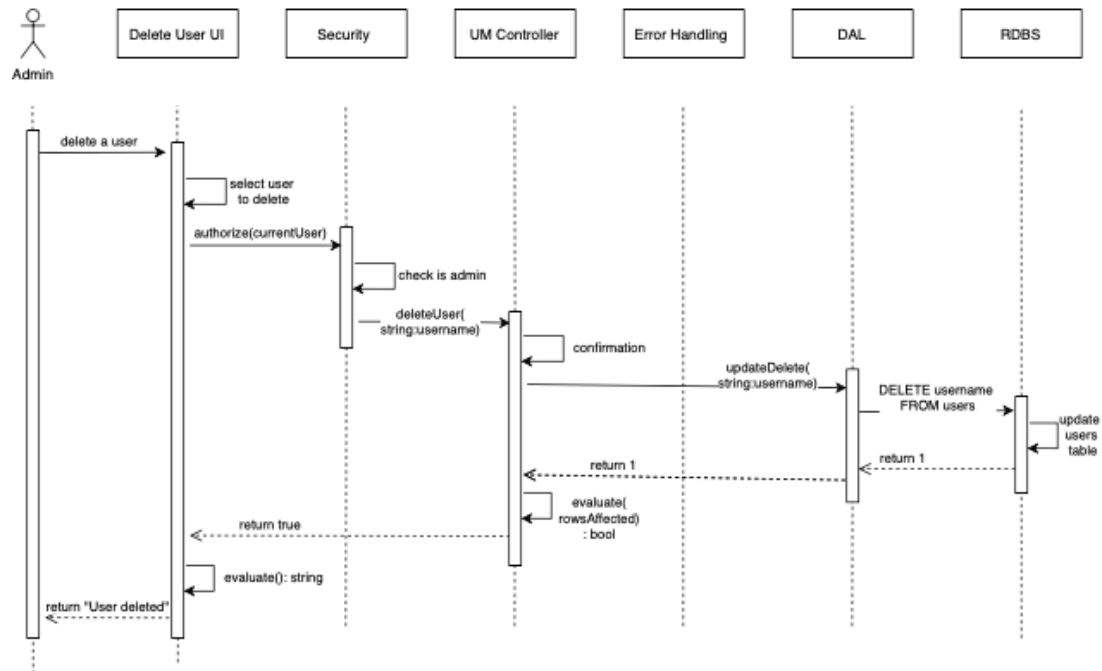 Delete User UI
Security
UM Controller
Error Handling
DAL
RDBS
Admin
delete a user
select user
to delete
authorize(currentUser)
check is admin
deleteUser(
string:username)
confirmation
updateDelete(
string:username)
DELETE username
FROM users
update
users
table
return 1
return 1
evaluate(
rowsAffected)
: bool
return true
evaluate(): string
return "User deleted"